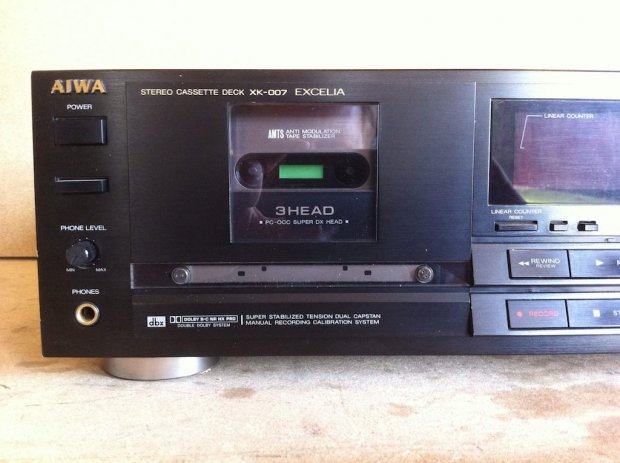 AIWA
STEREO CASSETTE DECK XK-007 EXCELIA
POWER
AMTS ANTI MODULATION
TAPE STABILIZER
LINEAR COUNTER
3HEAD
PC-OCC SUPER DX HEAD
LINEAR COUNTER
RESET
PHONE LEVEL
MIN MAX
REWIND
REVIEW
PHONES
dbx
DOLBY B-C NR HX PRO
DOUBLE DOLBY SYSTEM
SUPER STABILIZED TENSION DUAL CAPSTAN
MANUAL RECORDING CALIBRATION SYSTEM
RECORD